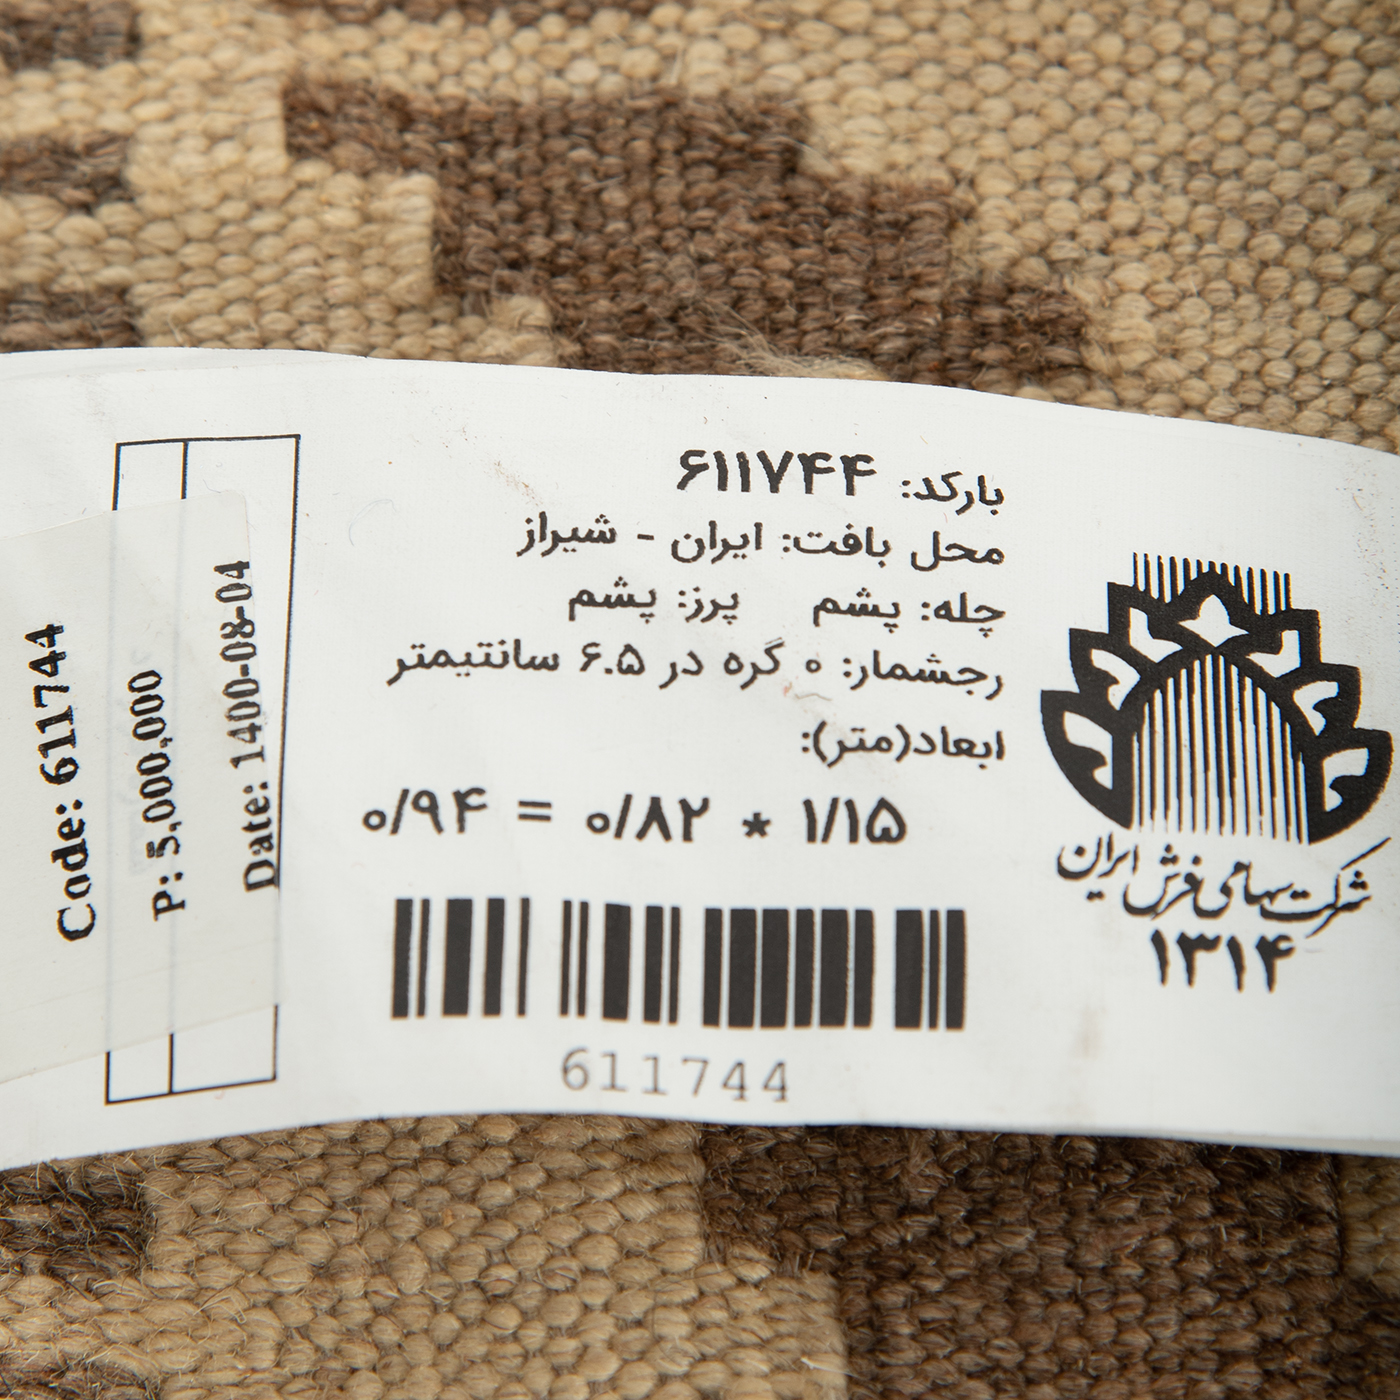 بارکد: ۶۱۱۷۴۴
محل بافت: ایران - شیراز
چله: پشم پرز: پشم
رجشمار: ۰ گره در ۶.۵ سانتیمتر
ابعاد(متر):
۰/۹۴ = ۰/۸۲ * ۱/۱۵
611744
شرکت سهامی فرش ایران
۱۳۱۴
Code: 611744
P: 5,000,000
Date: 1400-08-04